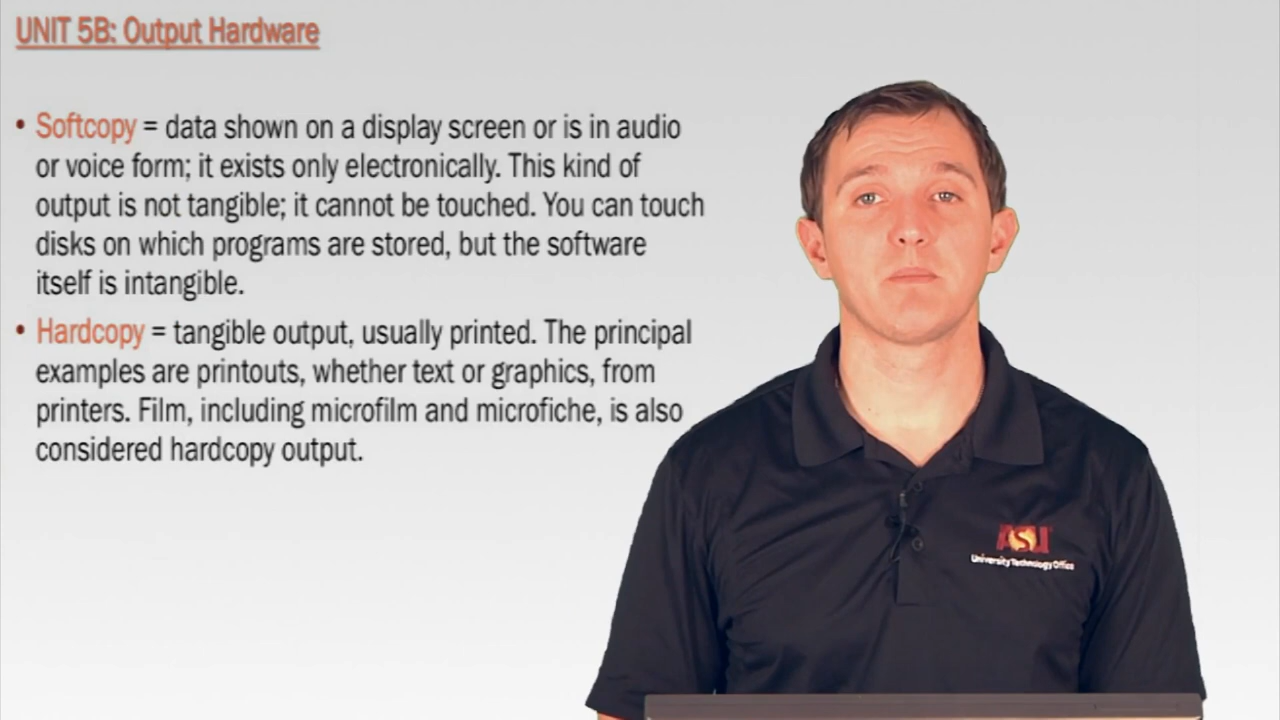 UNIT 5B: Output Hardware
• Softcopy = data shown on a display screen or is in audio
or voice form; it exists only electronically. This kind of
output is not tangible; it cannot be touched. You can touch
disks on which programs are stored, but the software
itself is intangible.
• Hardcopy = tangible output, usually printed. The principal
examples are printouts, whether text or graphics, from
printers. Film, including microfilm and microfiche, is also
considered hardcopy output.
ASU
University Technology Office